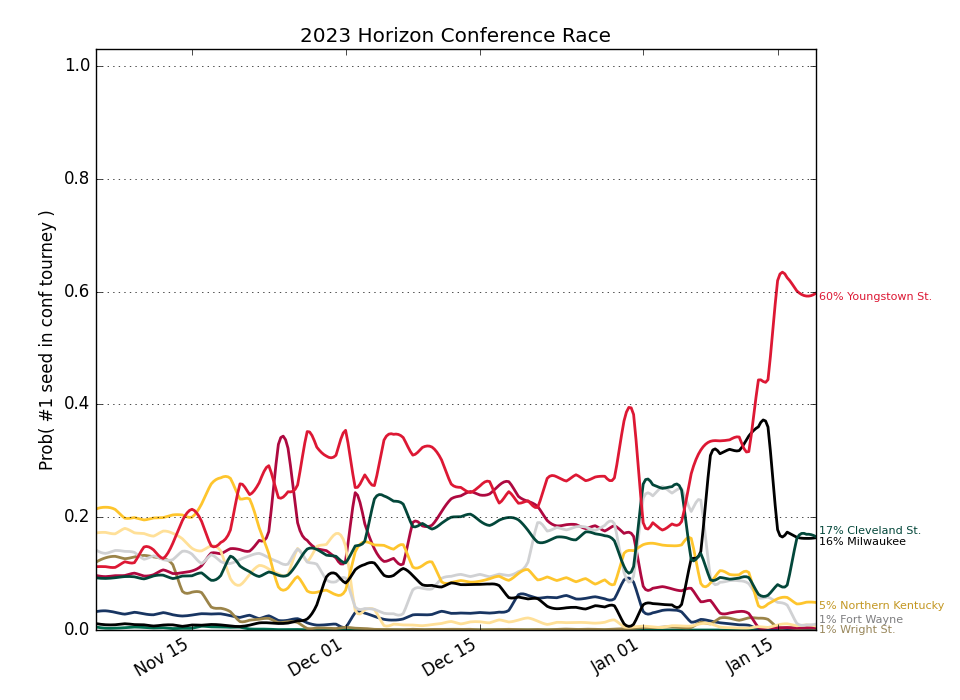 2023 Horizon Conference Race
Prob( #1 seed in conf tourney )
1.0
0.8
0.6
0.4
0.2
0.0
Nov 15
Dec 01
Dec 15
Jan 01
Jan 15
60% Youngstown St.
17% Cleveland St.
16% Milwaukee
5% Northern Kentucky
1% Fort Wayne
1% Wright St.